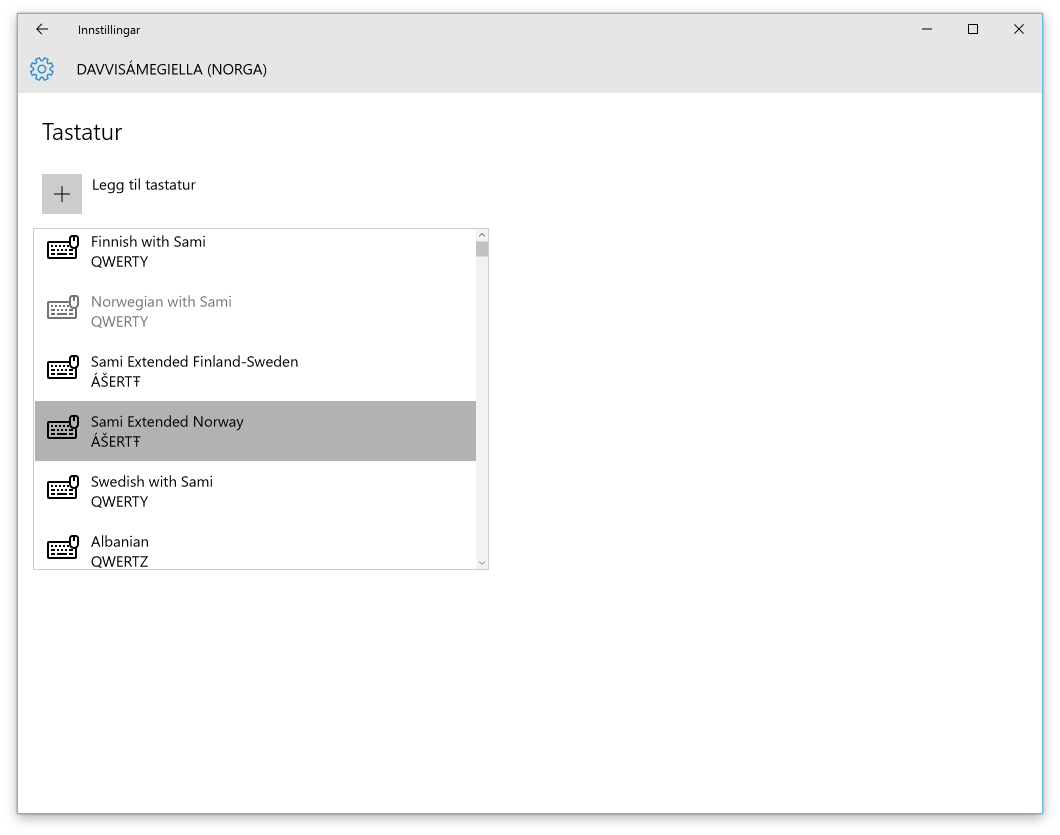 Innstillingar
DAVVISÁMEGIELLA (NORGA)
Tastatur
Legg til tastatur
Finnish with Sami
QWERTY
Norwegian with Sami
QWERTY
Sami Extended Finland-Sweden
ÁŠERTŦ
Sami Extended Norway
ÁŠERTŦ
Swedish with Sami
QWERTY
Albanian
QWERTZ